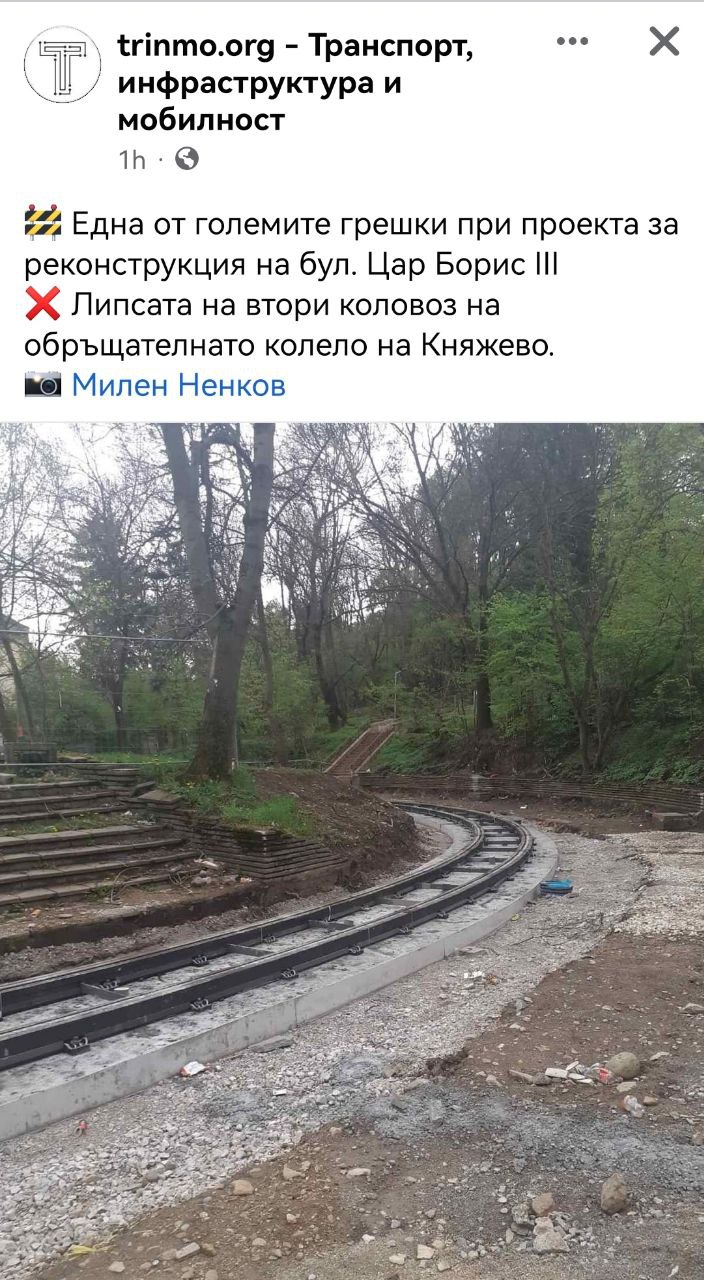 trinmo.org - Транспорт,
инфраструктура и
мобилност
1h ·
🚧 Една от големите грешки при проекта за
реконструкция на бул. Цар Борис III
❌ Липсата на втори коловоз на
обръщателнато колело на Княжево.
📷 Милен Ненков